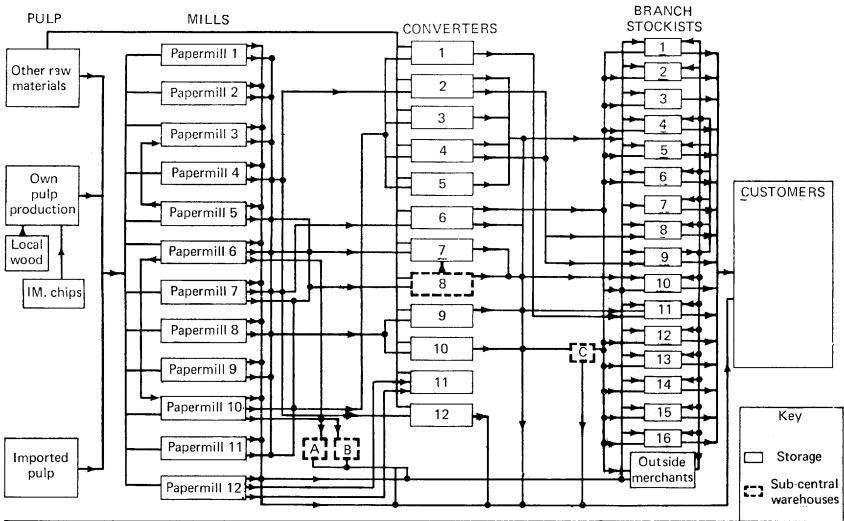 PULP
MILLS
CONVERTERS
BRANCH
STOCKISTS
Other raw
materials
Own
pulp
production
Local
wood
IM. chips
Imported
pulp
Papermill 1
Papermill 2
Papermill 3
Papermill 4
Papermill 5
Papermill 6
Papermill 7
Papermill 8
Papermill 9
Papermill 10
Papermill 11
Papermill 12
A
B
1
2
3
4
5
6
7
8
9
10
11
12
C
1
2
3
4
5
6
7
8
9
10
11
12
13
14
15
16
Outside
merchants
CUSTOMERS
Key
Storage
Sub-central
warehouses